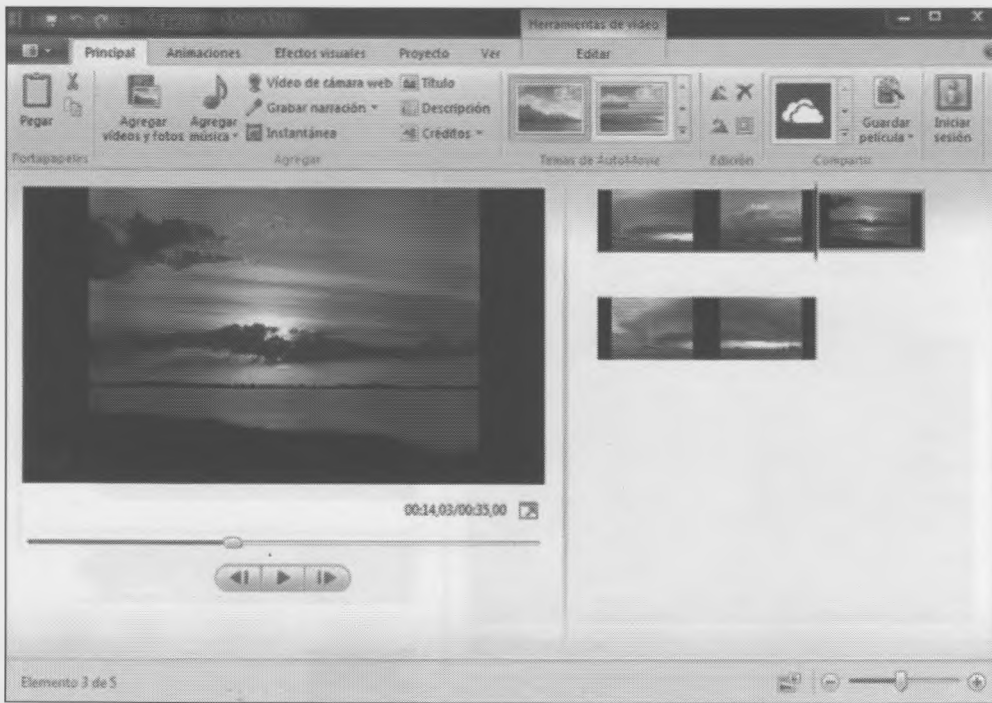 Herramientas de vídeo
Principal Animaciones Efectos visuales Proyecto Ver Editar
Pegar
Agregar vídeos y fotos
Agregar música
Vídeo de cámara web
Grabar narración
Instantánea
Título
Descripción
Créditos
Guardar película
Iniciar sesión
Portapapeles Agregar Temas de AutoMovie Edición Compartir
00:14,03/00:35,00
Elemento 3 de 5